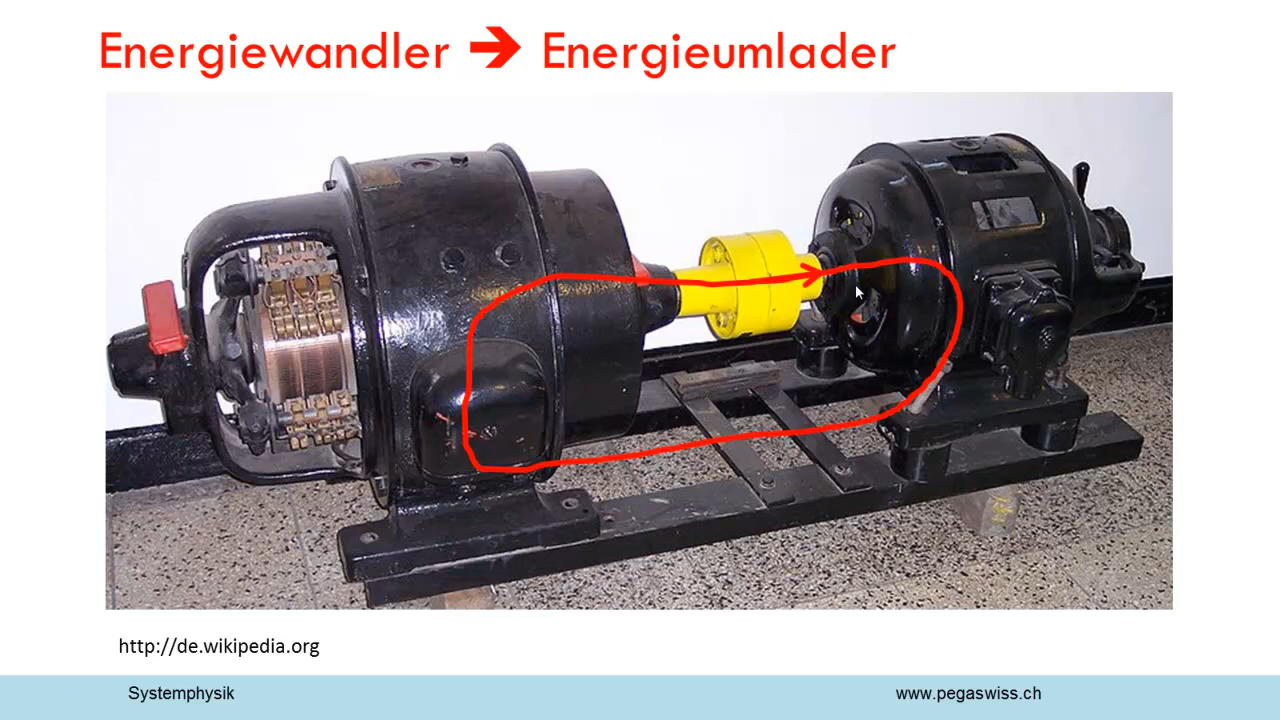 Energiewandler ➔ Energieumlader
http://de.wikipedia.org
Systemphysik
www.pegaswiss.ch